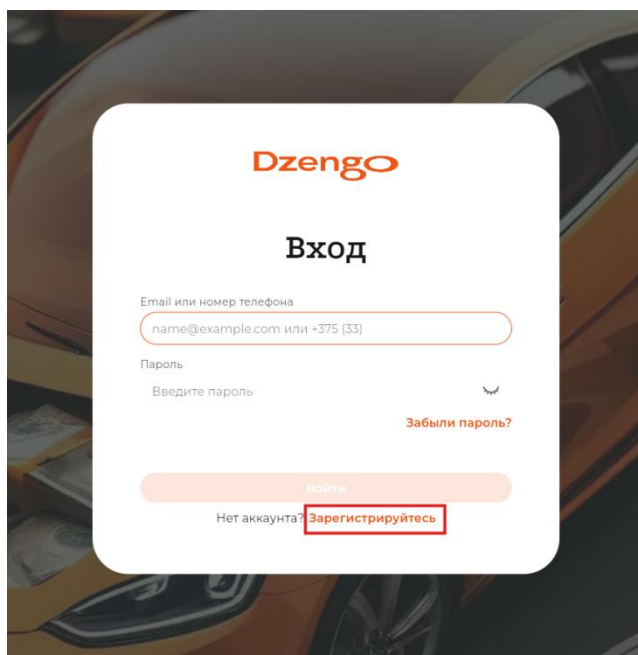 Dzengo
Вход
Email или номер телефона
name@example.com или +375 (33)
Пароль
Введите пароль
Забыли пароль?
Войти
Нет аккаунта? Зарегистрируйтесь